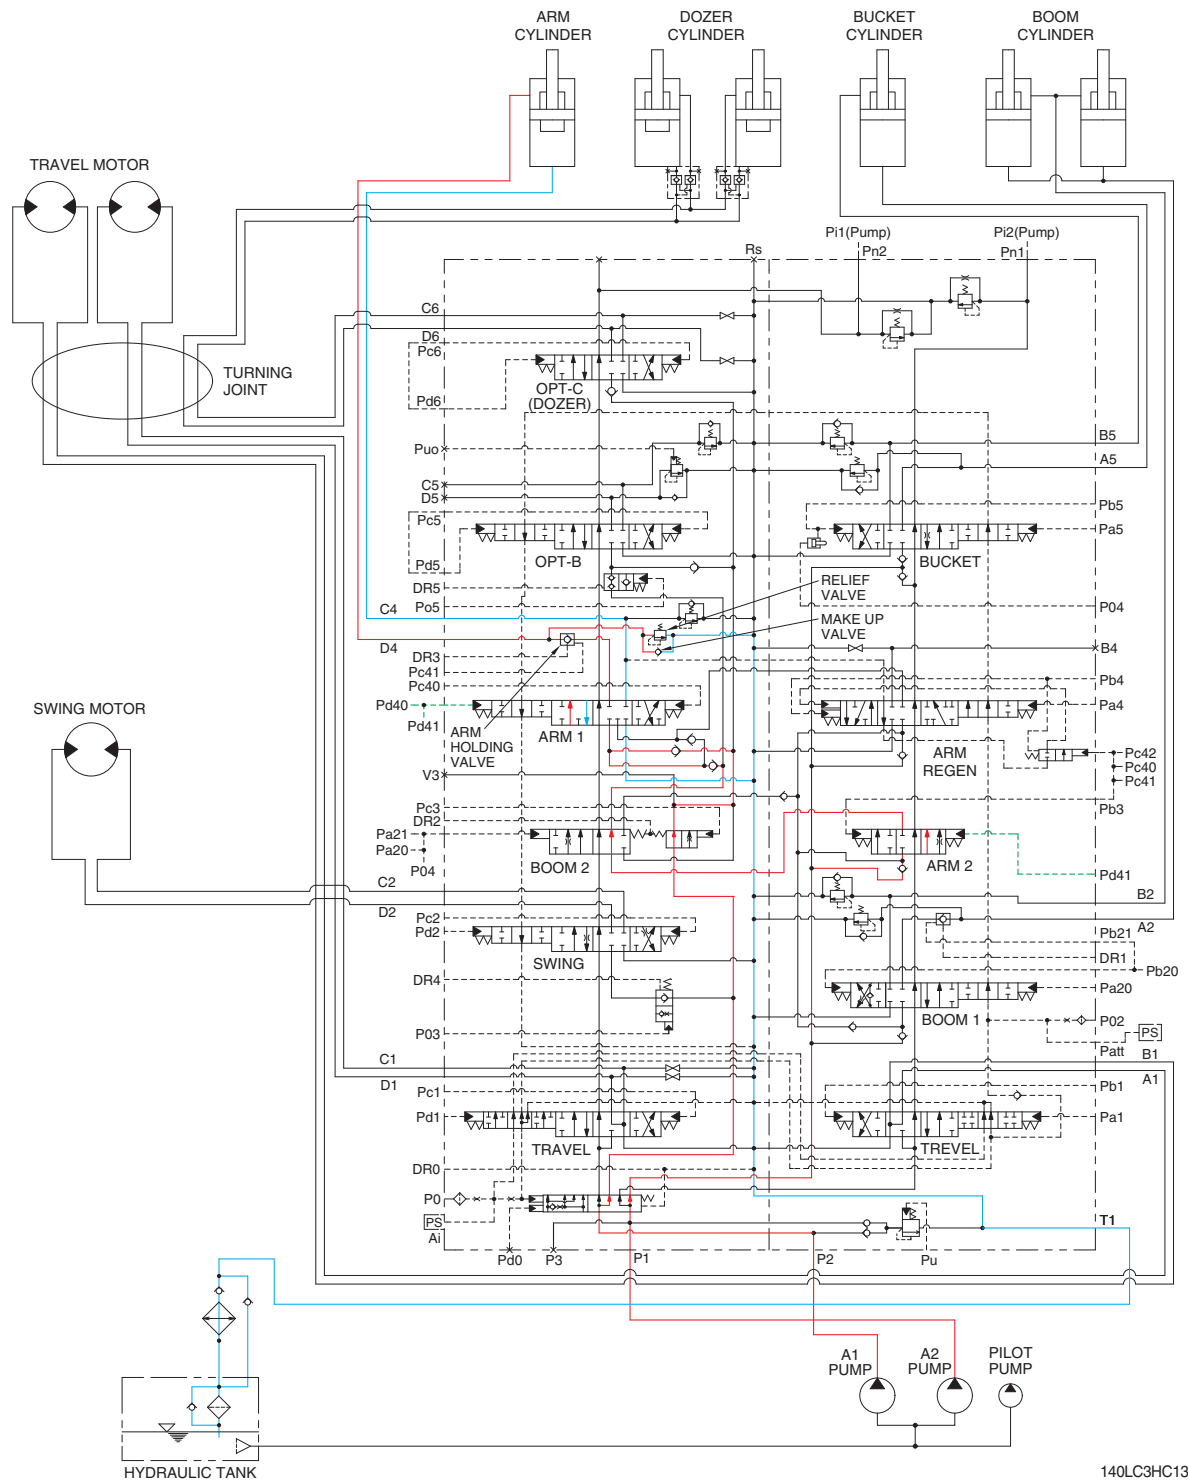 ARM
CYLINDER
DOZER
CYLINDER
BUCKET
CYLINDER
BOOM
CYLINDER
TRAVEL MOTOR
Pi1(Pump)
Pn2
Pi2(Pump)
Pn1
Rs
C6
D6
Pc6
Pd6
OPT-C
(DOZER)
TURNING
JOINT
Puo
C5
D5
Pc5
Pd5
OPT-B
DR5
Po5
B5
A5
Pb5
Pa5
BUCKET
P04
RELIEF
VALVE
MAKE UP
VALVE
C4
D4
DR3
Pc41
Pc40
Pd40
Pd41
ARM 1
ARM
HOLDING
VALVE
B4
Pb4
Pa4
ARM
REGEN
Pc42
Pc40
Pc41
Pb3
SWING MOTOR
V3
Pc3
DR2
Pa21
Pa20
P04
BOOM 2
ARM 2
Pd41
C2
D2
Pc2
Pd2
SWING
DR4
P03
B2
A2
Pb21
DR1
Pb20
Pa20
BOOM 1
P02
PS
Patt
C1
D1
Pc1
Pd1
TRAVEL
B1
A1
Pb1
Pa1
TREVEL
DR0
P0
PS
Ai
Pd0
P3
P1
P2
Pu
T1
A1
PUMP
A2
PUMP
PILOT
PUMP
HYDRAULIC TANK
140LC3HC13